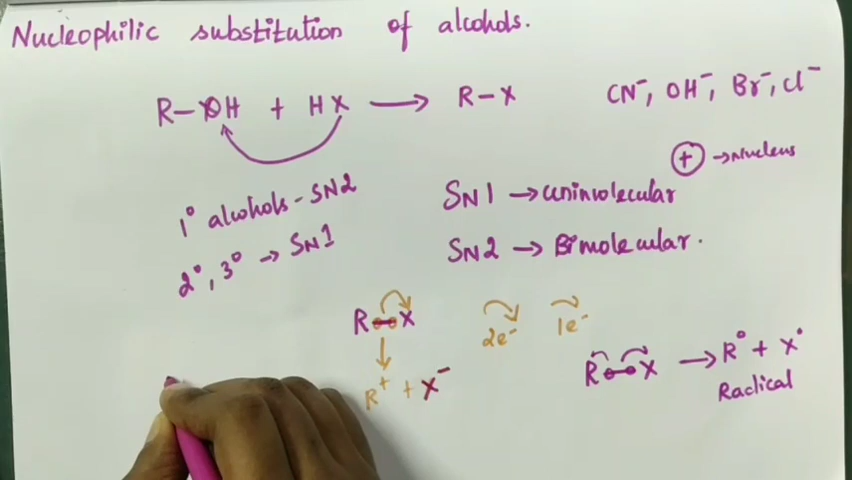 Nucleophilic substitution of alcohols.
R-OH + HX → R-X
CN⁻, OH⁻, Br⁻, Cl⁻
⊕ → Nucleus
1° alcohols - SN2
2°, 3° → SN1
SN1 → Unimolecular
SN2 → Bimolecular.
R X
2e⁻ 1e⁻
R⁺ + X⁻
R X → R° + X•
Radical